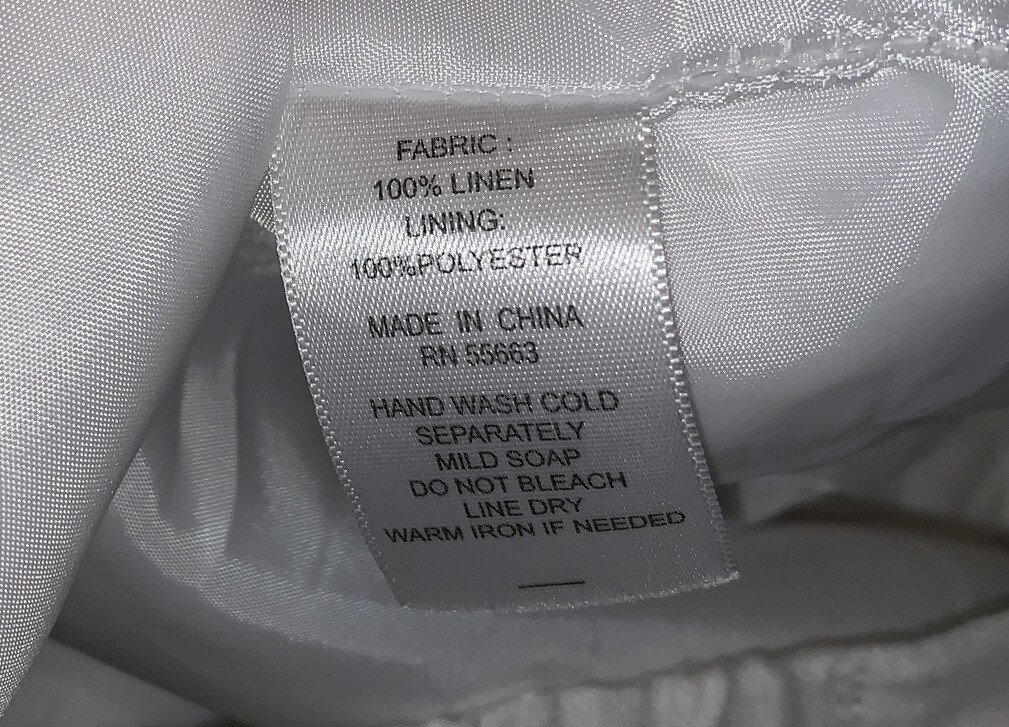 FABRIC :
100% LINEN
LINING:
100%POLYESTER
MADE IN CHINA
RN 55663
HAND WASH COLD
SEPARATELY
MILD SOAP
DO NOT BLEACH
LINE DRY
WARM IRON IF NEEDED